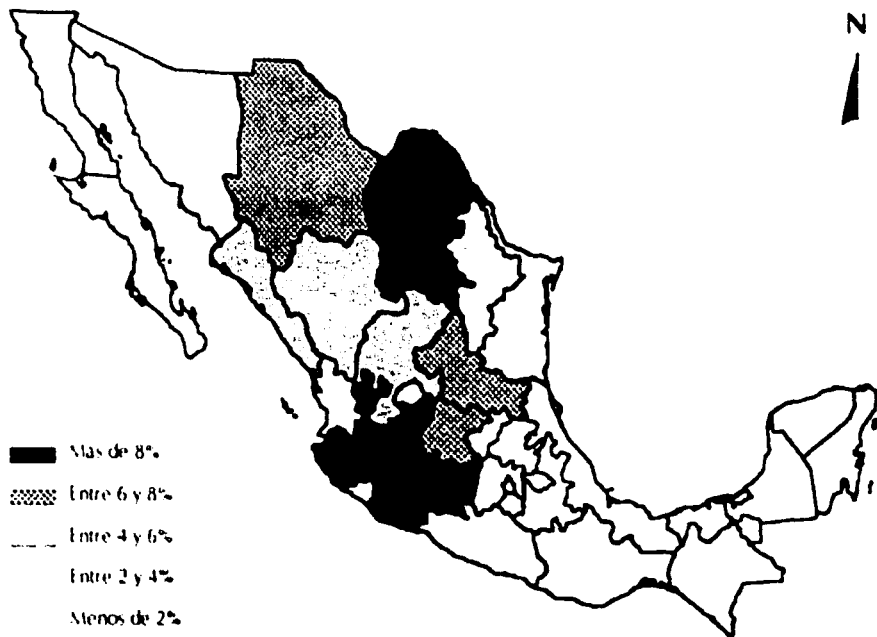 N
Más de 8%
Entre 6 y 8%
Entre 4 y 6%
Entre 2 y 4%
Menos de 2%